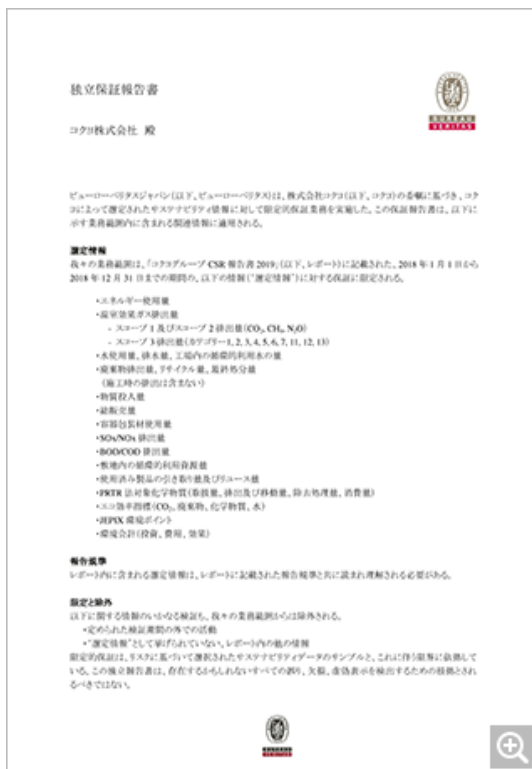 独立保証報告書
BUREAU
VERITAS
コクヨ株式会社 殿
ビューローベリタスジャパン(以下、ビューローベリタス)は、株式会社コクヨ(以下、コクヨ)の委嘱に基づき、コク
ヨによって選定されたサステナビリティ情報に対して限定的保証業務を実施した。この保証報告書は、以下に
示す業務範囲内に含まれる関連情報に適用される。
選定情報
我々の業務範囲は、「コクヨグループ CSR 報告書 2019」(以下、レポート)に記載された、2018 年 1 月 1 日から
2018 年 12 月 31 日までの期間の、以下の情報(“選定情報”)に対する保証に限定される。
・エネルギー使用量
・温室効果ガス排出量
- スコープ 1 及びスコープ 2 排出量(CO₂, CH₄, N₂O)
- スコープ 3 排出量(カテゴリー1, 2, 3, 4, 5, 6, 7, 11, 12, 13)
・水使用量、排水量、工場内の循環的利用水の量
・廃棄物排出量、リサイクル量、最終処分量
(施工時の排出は含まない)
・物質投入量
・総販売量
・容器包装材使用量
・SOx/NOx 排出量
・BOD/COD 排出量
・敷地内の循環的利用資源量
・使用済み製品の引き取り量及びリユース量
・PRTR 法対象化学物質(取扱量、排出及び移動量、除去処理量、消費量)
・エコ効率指標(CO₂、廃棄物、化学物質、水)
・JEPIX 環境ポイント
・環境会計(投資、費用、効果)
報告規準
レポート内に含まれる選定情報は、レポートに記載された報告規準と共に読まれ理解される必要がある。
限定と除外
以下に関する情報のいかなる検証も、我々の業務範囲からは除外される。
・定められた検証期間の外での活動
・“選定情報”として挙げられていない、レポート内の他の情報
限定的保証は、リスクに基づいて選択されたサステナビリティデータのサンプルと、これに伴う限界に依拠して
いる。この独立報告書は、存在するかもしれないすべての誤り、欠損、虚偽表示を検出するための根拠とされ
るべきではない。